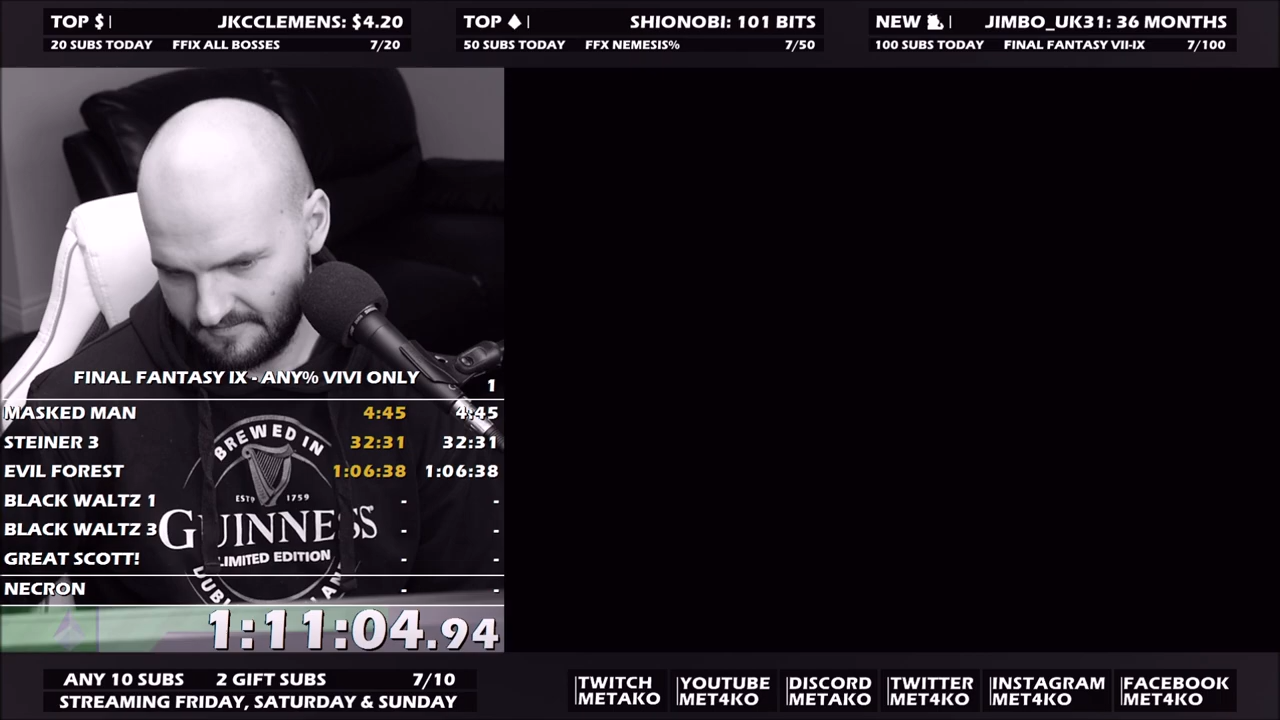 TOP $| JKCCLEMENS: $4.20
20 SUBS TODAY FFIX ALL BOSSES 7/20
TOP | SHIONOBI: 101 BITS
50 SUBS TODAY FFX NEMESIS% 7/50
NEW | JIMBO_UK31: 36 MONTHS
100 SUBS TODAY FINAL FANTASY VII-IX 7/100
FINAL FANTASY IX - ANY% VIVI ONLY 1
MASKED MAN 4:45 4:45
STEINER 3 32:31 32:31
EVIL FOREST 1:06:38 1:06:38
BLACK WALTZ 1 - -
BLACK WALTZ 3 - -
GREAT SCOTT! - -
NECRON - -
1:11:04.94
BREWED IN
ESTD 1759
GUINNESS
LIMITED EDITION
ANY 10 SUBS 2 GIFT SUBS 7/10
STREAMING FRIDAY, SATURDAY & SUNDAY
TWITCH
METAKO
YOUTUBE
MET4KO
DISCORD
METAKO
TWITTER
MET4KO
INSTAGRAM
MET4KO
FACEBOOK
MET4KO